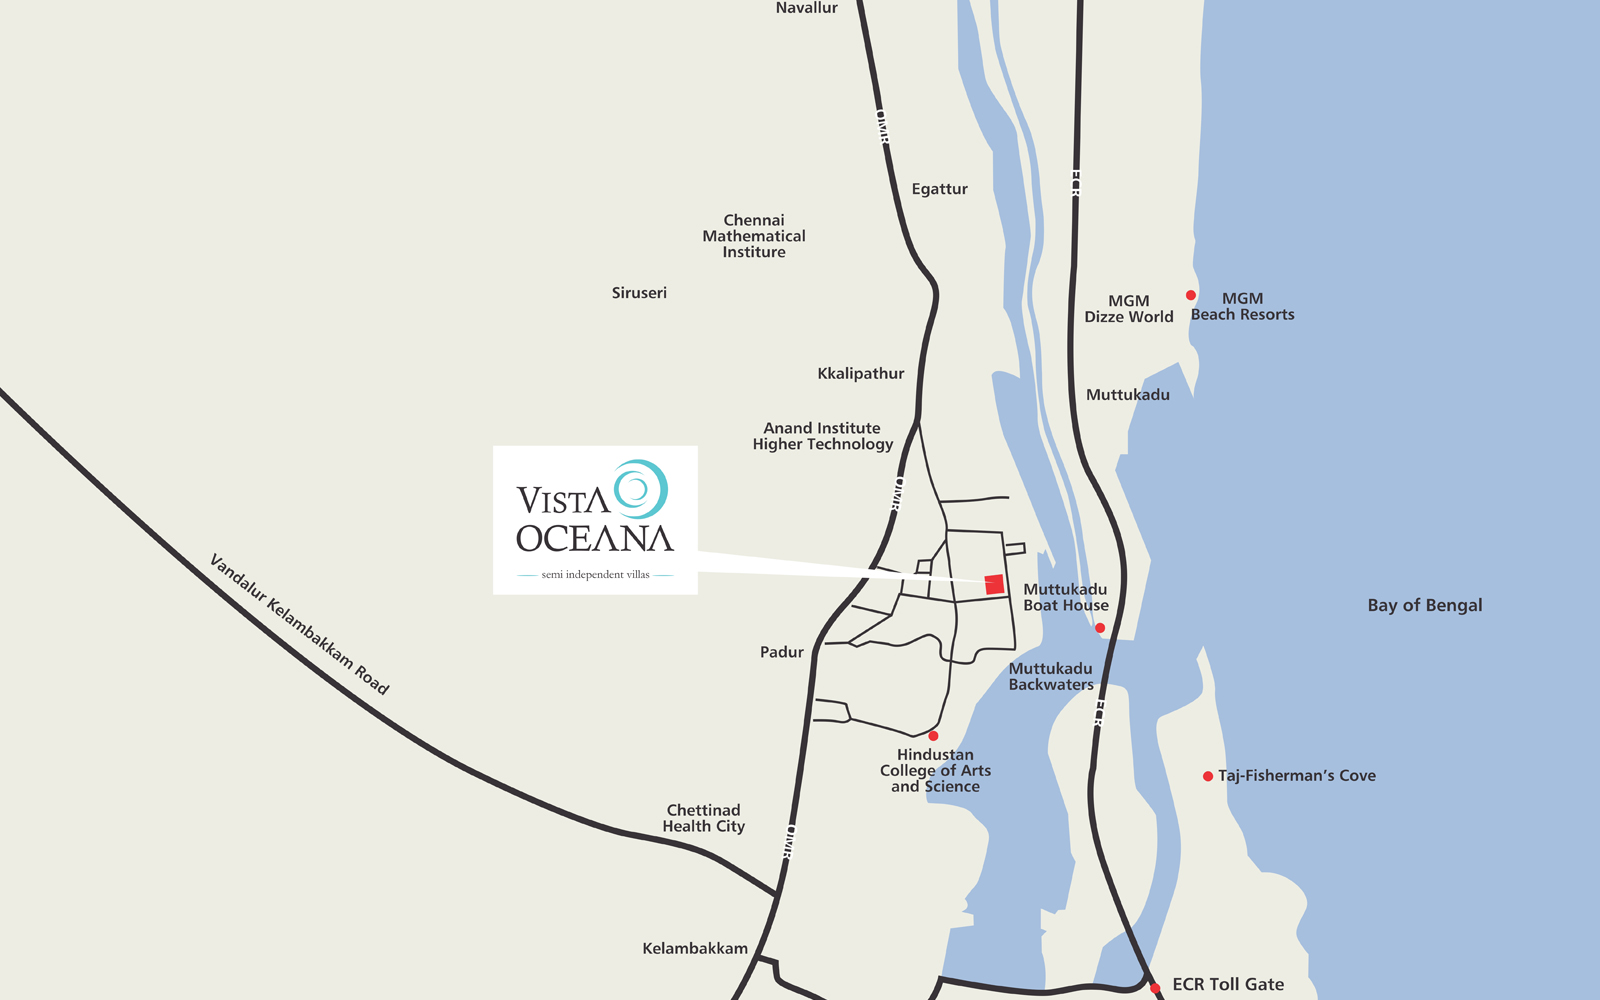 Navallur
OMR
ECR
Egattur
Chennai
Mathematical
Institure
Siruseri
MGM
Dizze World
MGM
Beach Resorts
Kkalipathur
Muttukadu
Anand Institute
Higher Technology
OMR
VISTA
OCEANA
semi independent villas
Vandalur Kelambakkam Road
Muttukadu
Boat House
Bay of Bengal
Padur
Muttukadu
Backwaters
ECR
Hindustan
College of Arts
and Science
Taj-Fisherman's Cove
Chettinad
Health City
OMR
Kelambakkam
ECR Toll Gate